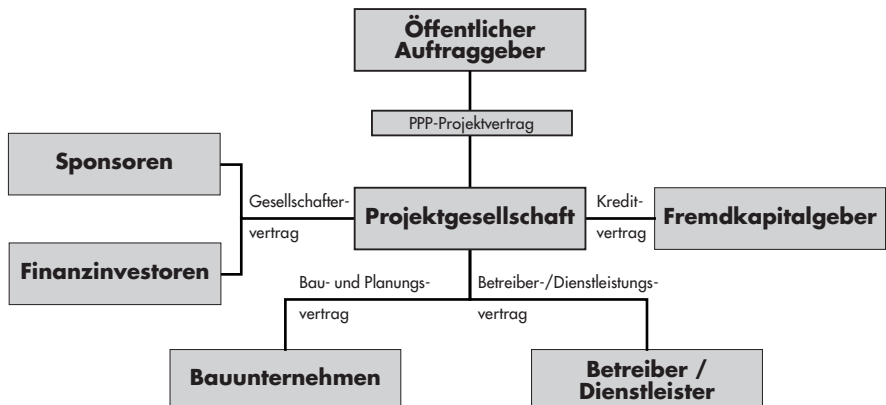 Öffentlicher
Auftraggeber
PPP-Projektvertrag
Sponsoren
Gesellschafter-
vertrag
Projektgesellschaft
Kredit-
vertrag
Fremdkapitalgeber
Finanzinvestoren
Bau- und Planungs-
vertrag
Betreiber-/Dienstleistungs-
vertrag
Bauunternehmen
Betreiber /
Dienstleister